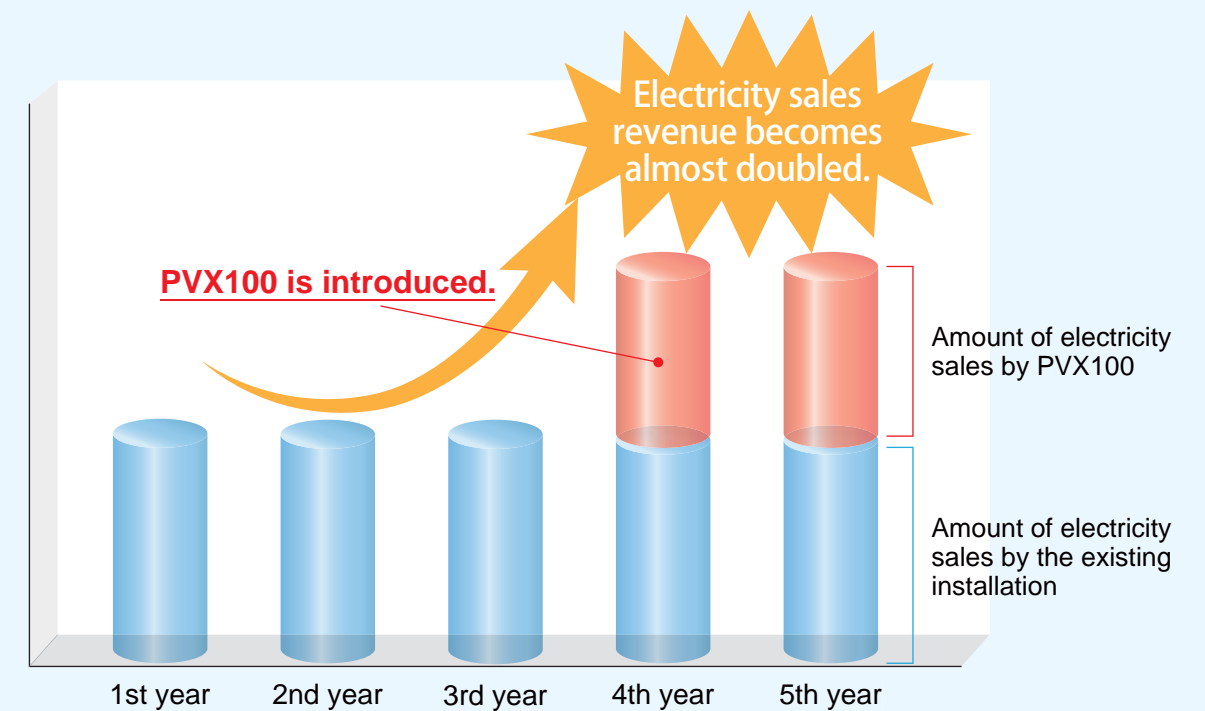 Electricity sales
revenue becomes
almost doubled.
PVX100 is introduced.
Amount of electricity
sales by PVX100
Amount of electricity
sales by the existing
installation
1st year
2nd year
3rd year
4th year
5th year